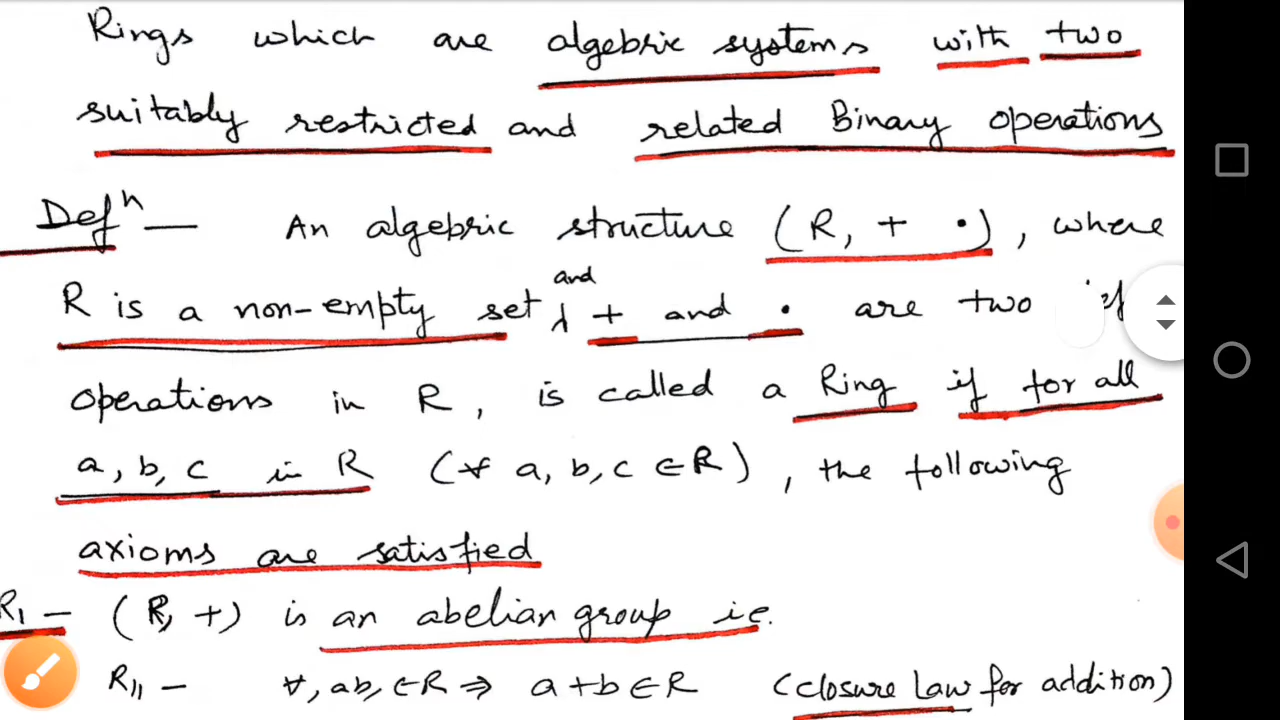 Rings which are algebric systems with two
suitably restricted and related Binary operations
Defⁿ — An algebric structure (R, + •), where
and
R is a non-empty set + and • are two
operations in R, is called a Ring if for all
a, b, c in R (∀ a, b, c ∈ R), the following
axioms are satisfied
R₁ — (R, +) is an abelian group ie.
R₁₁ — ∀, ab, ∈R ⇒ a+b ∈ R (closure Law for addition)